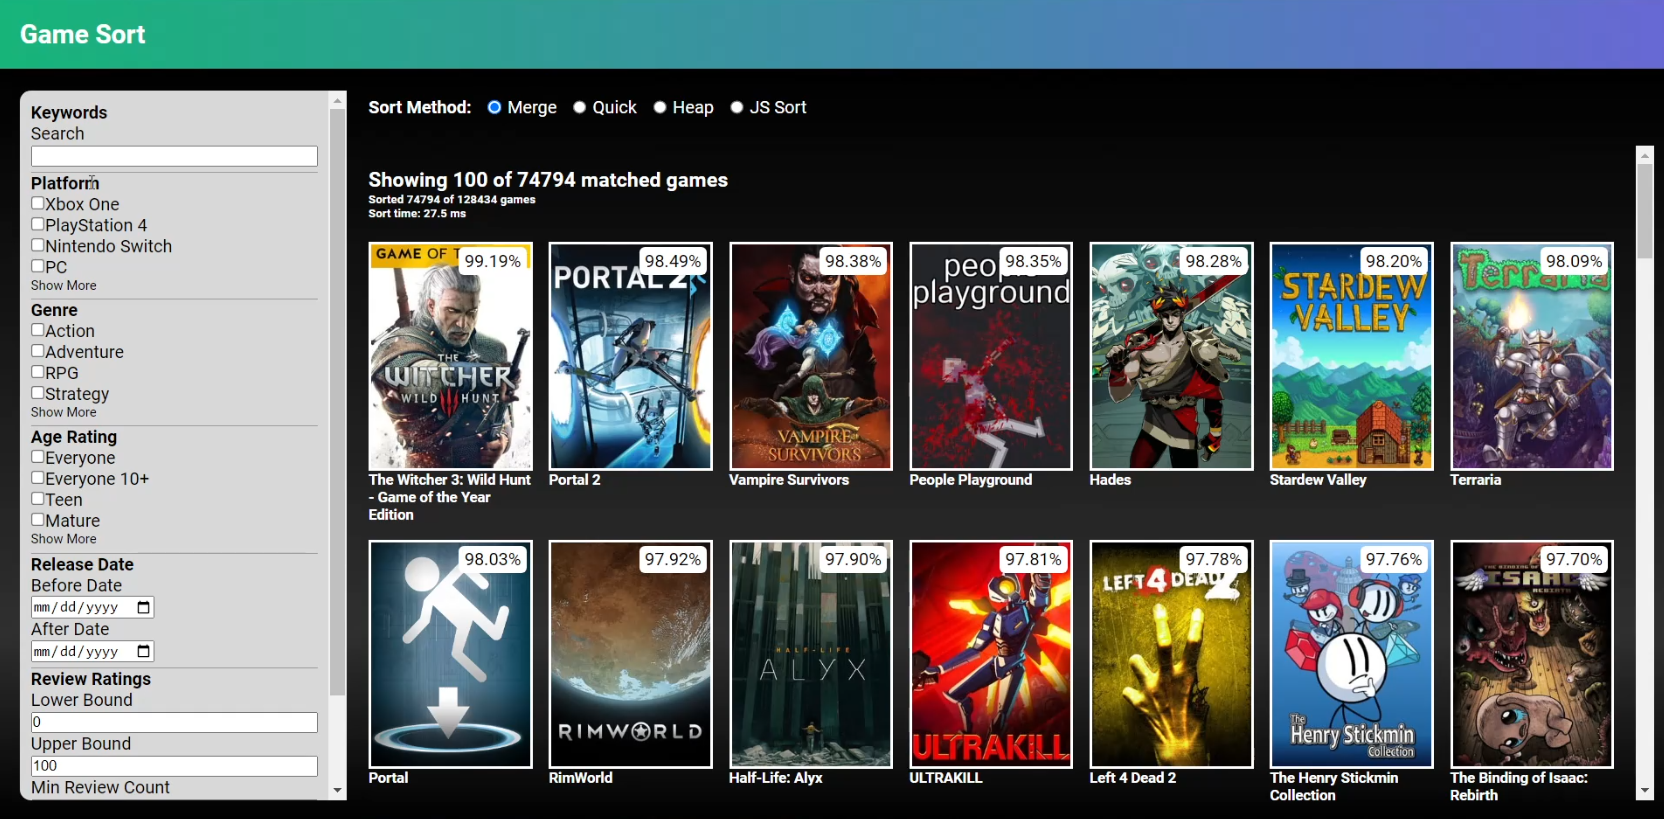 Game Sort
Keywords
Search
Platform
Xbox One
PlayStation 4
Nintendo Switch
PC
Show More
Genre
Action
Adventure
RPG
Strategy
Show More
Age Rating
Everyone
Everyone 10+
Teen
Mature
Show More
Release Date
Before Date
mm/dd/yyyy
After Date
mm/dd/yyyy
Review Ratings
Lower Bound
0
Upper Bound
100
Min Review Count
Sort Method: Merge Quick Heap JS Sort
Showing 100 of 74794 matched games
Sorted 74794 of 128434 games
Sort time: 27.5 ms
GAME OF T
99.19%
THE
WITCHER
WILD HUNT
The Witcher 3: Wild Hunt
- Game of the Year
Edition
98.49%
PORTAL 2
Portal 2
98.38%
VAMPIRE
SURVIVORS
Vampire Survivors
98.35%
people
playground
People Playground
98.28%
Hades
98.20%
STARDEW
VALLEY
Stardew Valley
98.09%
Terraria
Terraria
98.03%
Portal
97.92%
RIMWORLD
RimWorld
97.90%
HALF-LIFE
ALYX
Half-Life: Alyx
97.81%
ULTRAKILL
ULTRAKILL
97.78%
LEFT 4 DEAD 2
Left 4 Dead 2
97.76%
The
Henry Stickmin
Collection
The Henry Stickmin
Collection
97.70%
THE BINDING OF
ISAAC
REBIRTH
The Binding of Isaac:
Rebirth